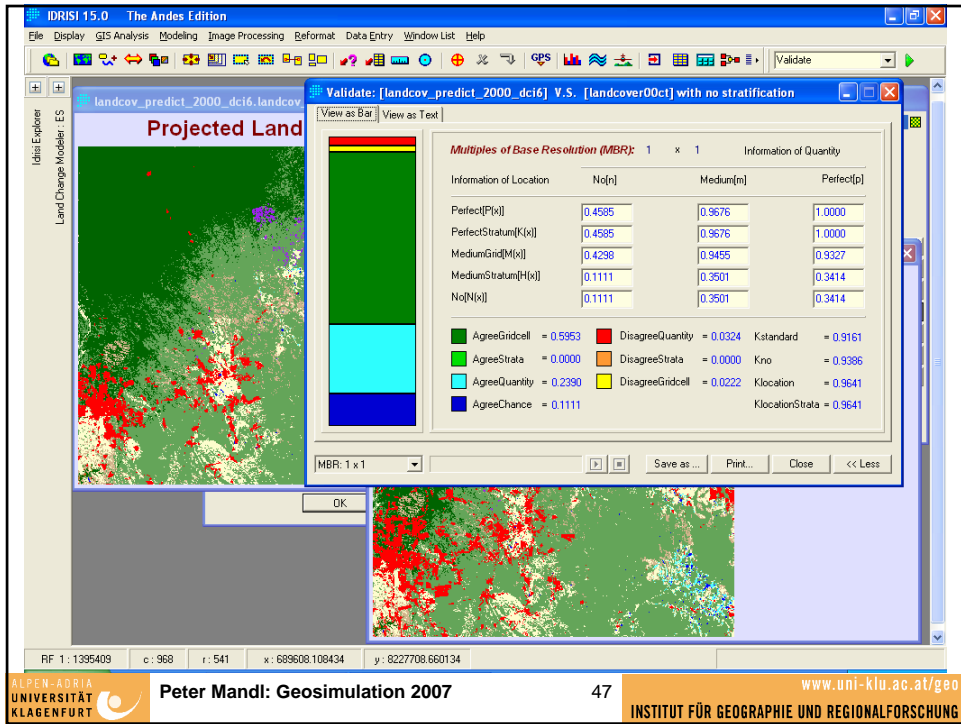 IDRISI 15.0 The Andes Edition
File Display GIS Analysis Modeling Image Processing Reformat Data Entry Window List Help
GPS
Validate
Idrisi Explorer
Land Change Modeler: ES
landcov_predict_2000_dci6.landcov_
Projected Land
Validate: [landcov_predict_2000_dci6] V.S. [landcover00ct] with no stratification
View as Bar View as Text
Multiples of Base Resolution (MBR): 1 x 1 Information of Quantity
Information of Location No[n] Medium[m] Perfect[p]
Perfect[P(x)] 0.4585 0.9676 1.0000
PerfectStratum[K(x)] 0.4585 0.9676 1.0000
MediumGrid[M(x)] 0.4298 0.9455 0.9327
MediumStratum[H(x)] 0.1111 0.3501 0.3414
No[N(x)] 0.1111 0.3501 0.3414
AgreeGridcell = 0.5953 DisagreeQuantity = 0.0324 Kstandard = 0.9161
AgreeStrata = 0.0000 DisagreeStrata = 0.0000 Kno = 0.9386
AgreeQuantity = 0.2390 DisagreeGridcell = 0.0222 Klocation = 0.9641
AgreeChance = 0.1111 KlocationStrata = 0.9641
MBR: 1 x 1 Save as ... Print... Close << Less
OK
RF 1 : 1395409 c : 968 r : 541 x : 689608.108434 y : 8227708.660134
ALPEN-ADRIA
UNIVERSITÄT
KLAGENFURT
Peter Mandl: Geosimulation 2007 47
www.uni-klu.ac.at/geo
INSTITUT FÜR GEOGRAPHIE UND REGIONALFORSCHUNG